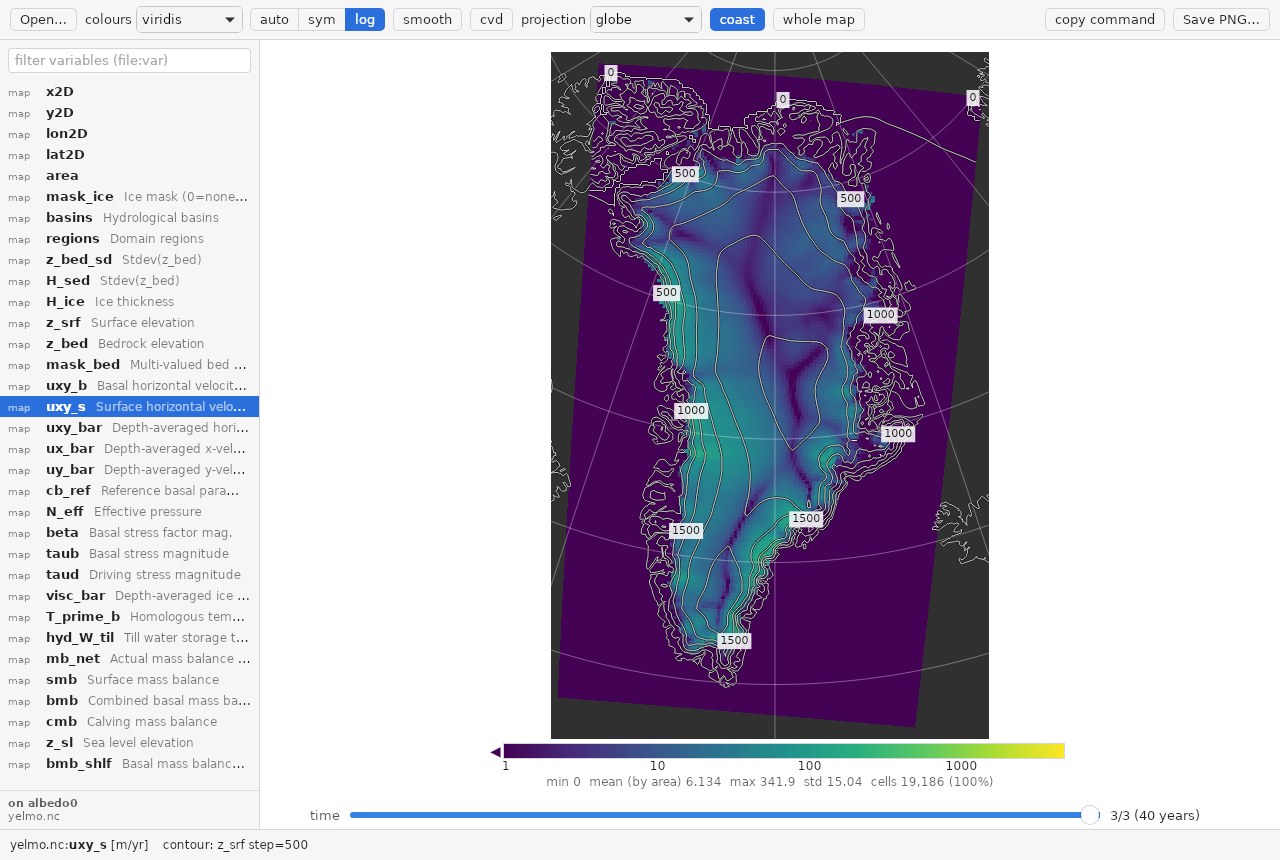 Open... colours viridis auto sym log smooth cvd projection globe coast whole map copy command Save PNG...
filter variables (file:var)
map x2D
map y2D
map lon2D
map lat2D
map area
map mask_ice Ice mask (0=none...
map basins Hydrological basins
map regions Domain regions
map z_bed_sd Stdev(z_bed)
map H_sed Stdev(z_bed)
map H_ice Ice thickness
map z_srf Surface elevation
map z_bed Bedrock elevation
map mask_bed Multi-valued bed ...
map uxy_b Basal horizontal velocit...
map uxy_s Surface horizontal velo...
map uxy_bar Depth-averaged hori...
map ux_bar Depth-averaged x-vel...
map uy_bar Depth-averaged y-vel...
map cb_ref Reference basal para...
map N_eff Effective pressure
map beta Basal stress factor mag.
map taub Basal stress magnitude
map taud Driving stress magnitude
map visc_bar Depth-averaged ice ...
map T_prime_b Homologous tem...
map hyd_W_til Till water storage t...
map mb_net Actual mass balance ...
map smb Surface mass balance
map bmb Combined basal mass ba...
map cmb Calving mass balance
map z_sl Sea level elevation
map bmb_shlf Basal mass balanc...
on albedo0
yelmo.nc
0
0
0
500
500
500
1000
1000
1000
1500
1500
1500
1 10 100 1000
min 0 mean (by area) 6.134 max 341.9 std 15.04 cells 19,186 (100%)
time 3/3 (40 years)
yelmo.nc:uxy_s [m/yr] contour: z_srf step=500